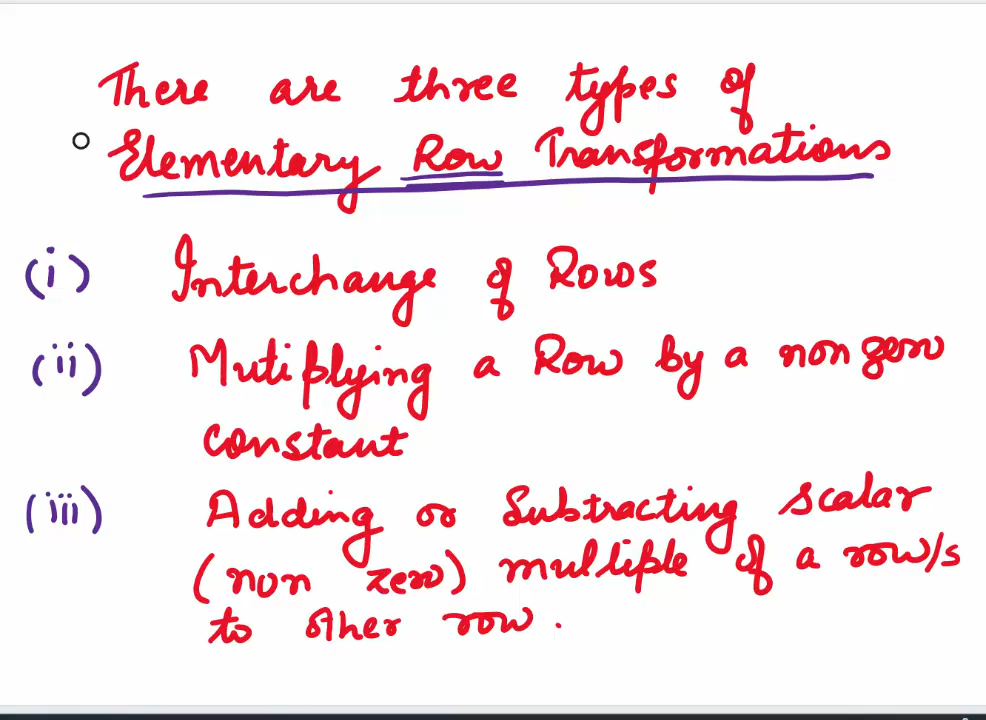 There are three types of
Elementary Row Transformations
(i) Interchange of Rows
(ii) Mutiplying a Row by a non zero
constant
(iii) Adding or Subtracting scalar
(non zero) multiple of a row/s
to other row.